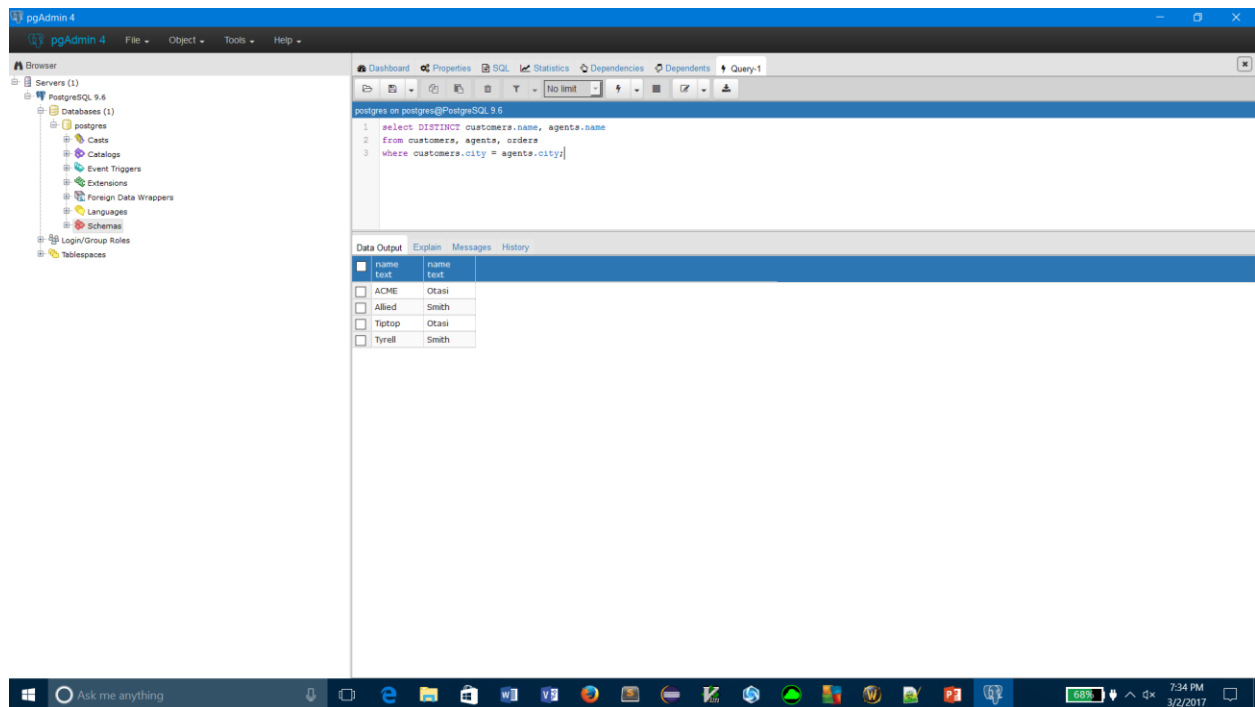 pgAdmin 4
pgAdmin 4 File Object Tools Help
Browser
Servers (1)
PostgreSQL 9.6
Databases (1)
postgres
Casts
Catalogs
Event Triggers
Extensions
Foreign Data Wrappers
Languages
Schemas
Login/Group Roles
Tablespaces
Dashboard Properties SQL Statistics Dependencies Dependents Query-1
No limit
postgres on postgres@PostgreSQL 9.6
1 select DISTINCT customers.name, agents.name
2 from customers, agents, orders
3 where customers.city = agents.city;
Data Output Explain Messages History
name text name text
ACME Otasi
Allied Smith
Tiptop Otasi
Tyrell Smith
Ask me anything
68%
7:34 PM
3/2/2017